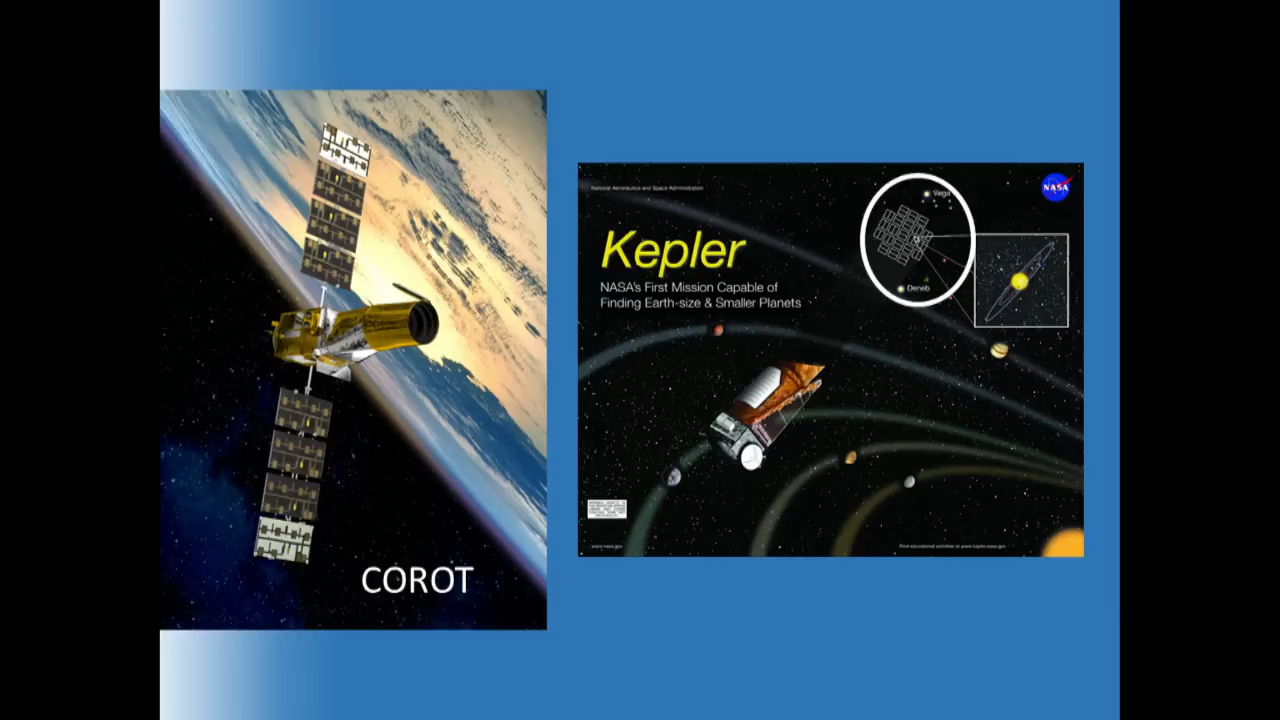 COROT
National Aeronautics and Space Administration
NASA
Kepler
NASA's First Mission Capable of
Finding Earth-size & Smaller Planets
Vega
Deneb
www.nasa.gov
Find educational activities at www.kepler.nasa.gov